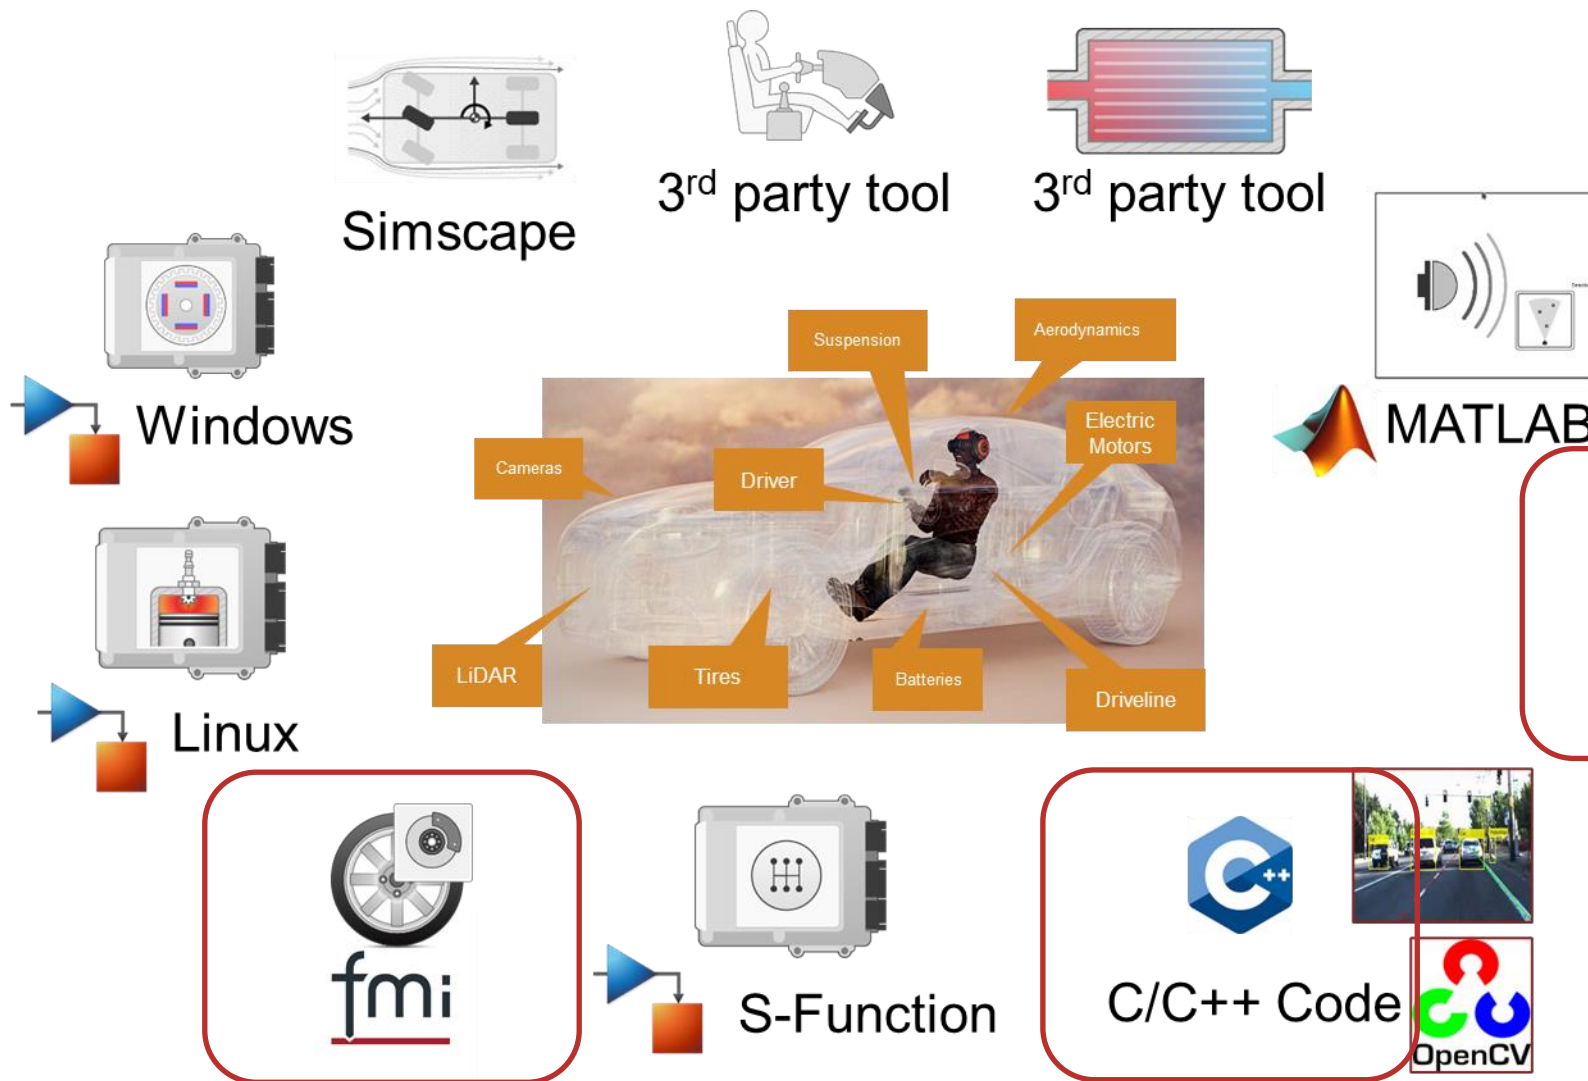 3rd party tool
3rd party tool
Simscape
Suspension
Aerodynamics
Windows
MATLAB
Electric
Motors
Cameras
Driver
LiDAR
Tires
Batteries
Driveline
Linux
C++
fmi
S-Function
C/C++ Code
OpenCV